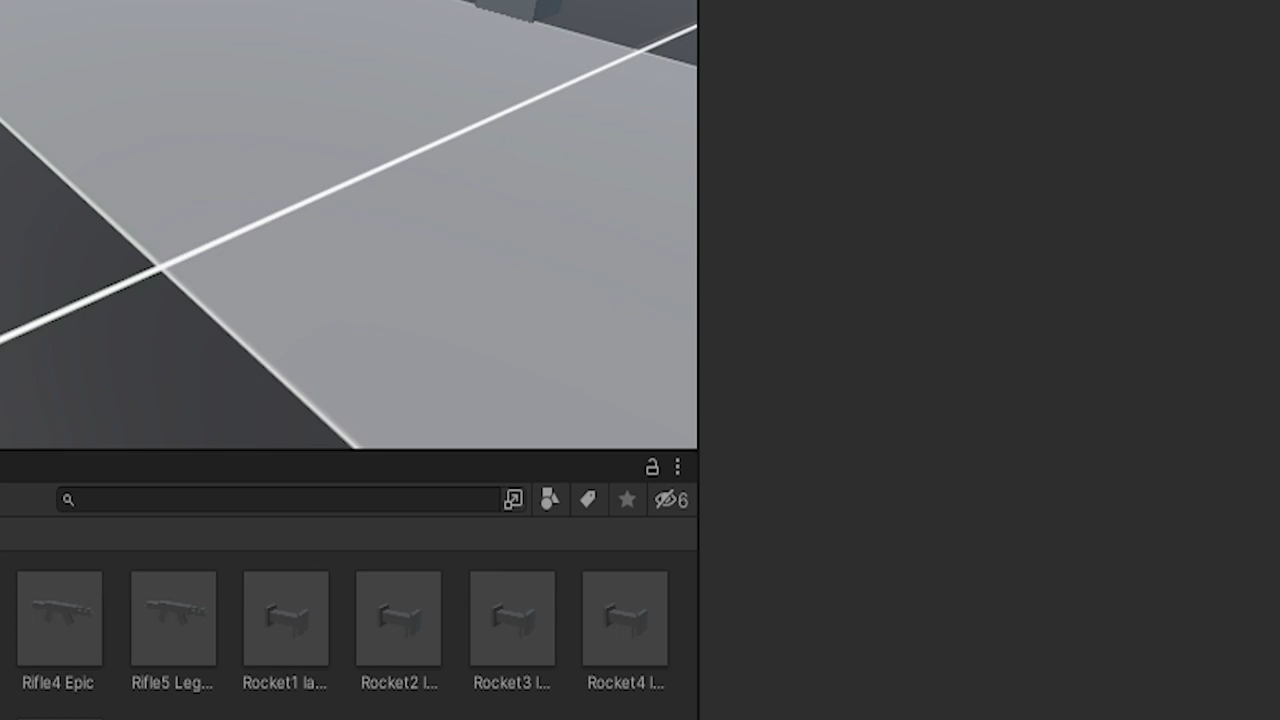 6
Rifle4 Epic
Rifle5 Leg...
Rocket1 la...
Rocket2 l...
Rocket3 l...
Rocket4 l...